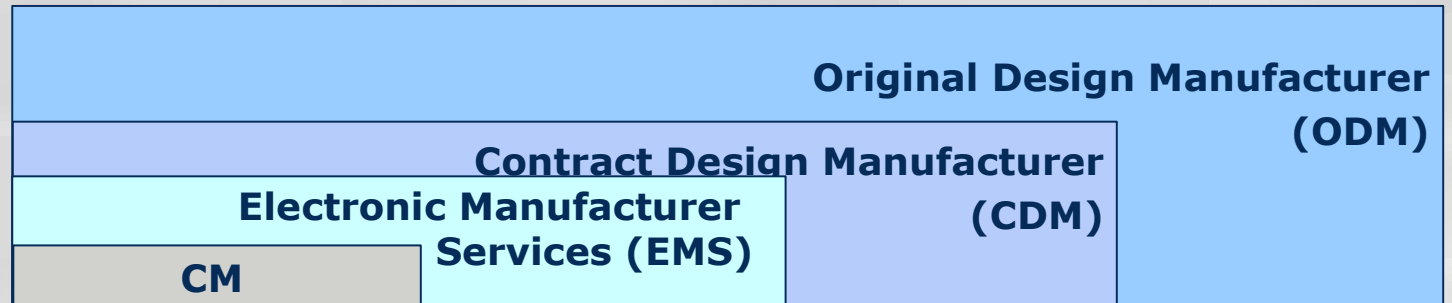 Original Design Manufacturer
(ODM)
Contract Design Manufacturer
(CDM)
Electronic Manufacturer
Services (EMS)
CM